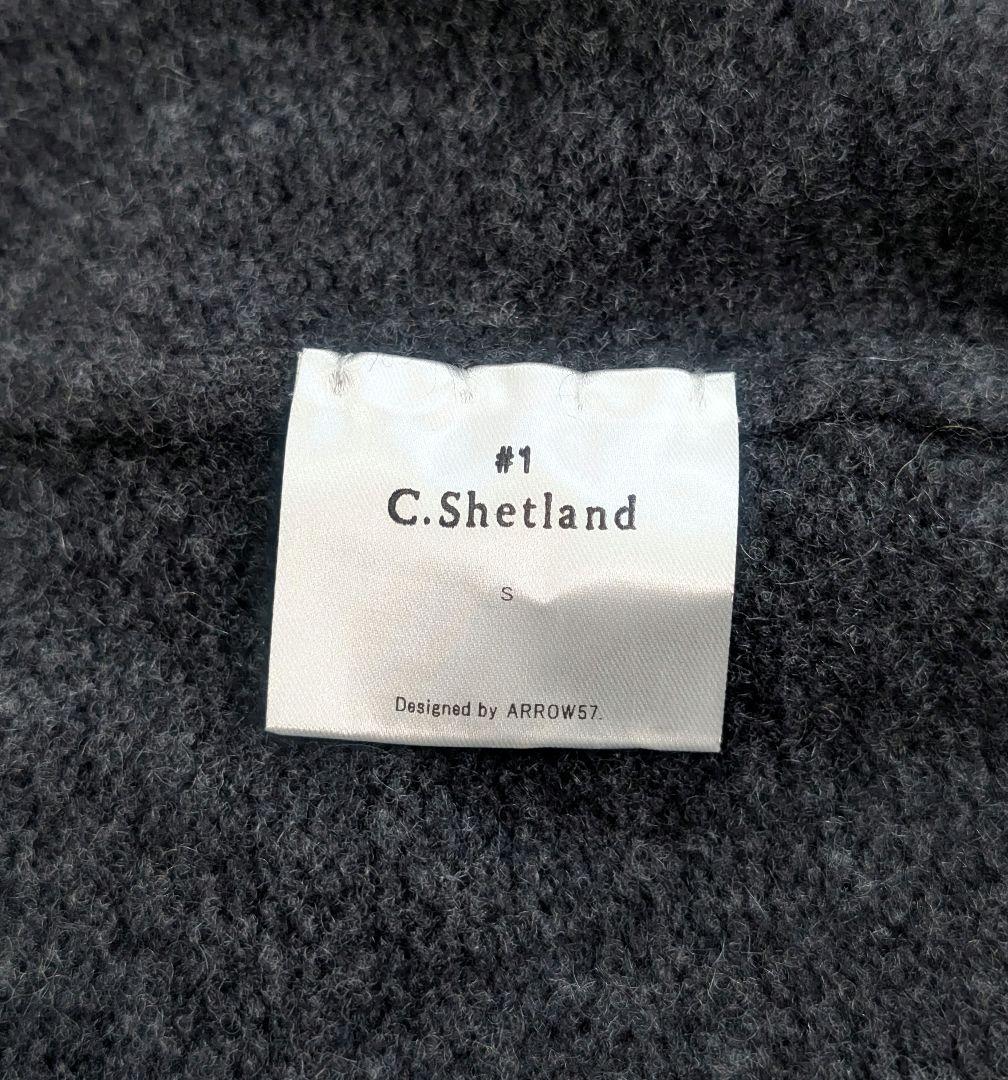 #1
C.Shetland
S
Designed by ARROW57.